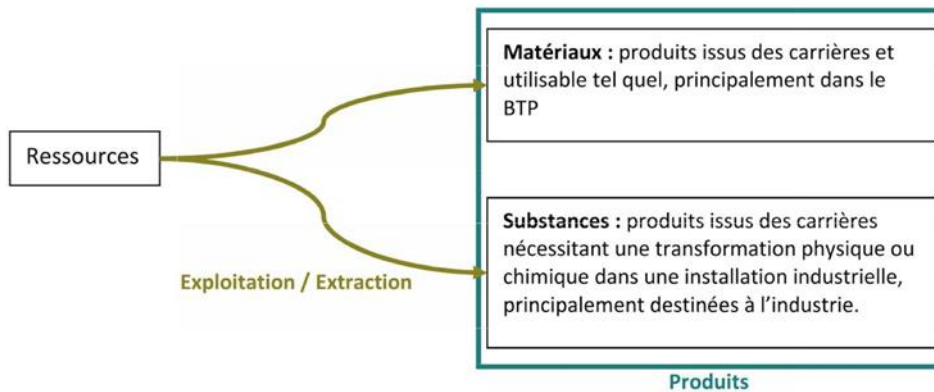 Ressources
Exploitation / Extraction
Matériaux : produits issus des carrières et
utilisable tel quel, principalement dans le
BTP
Substances : produits issus des carrières
nécessitant une transformation physique ou
chimique dans une installation industrielle,
principalement destinées à l'industrie.
Produits